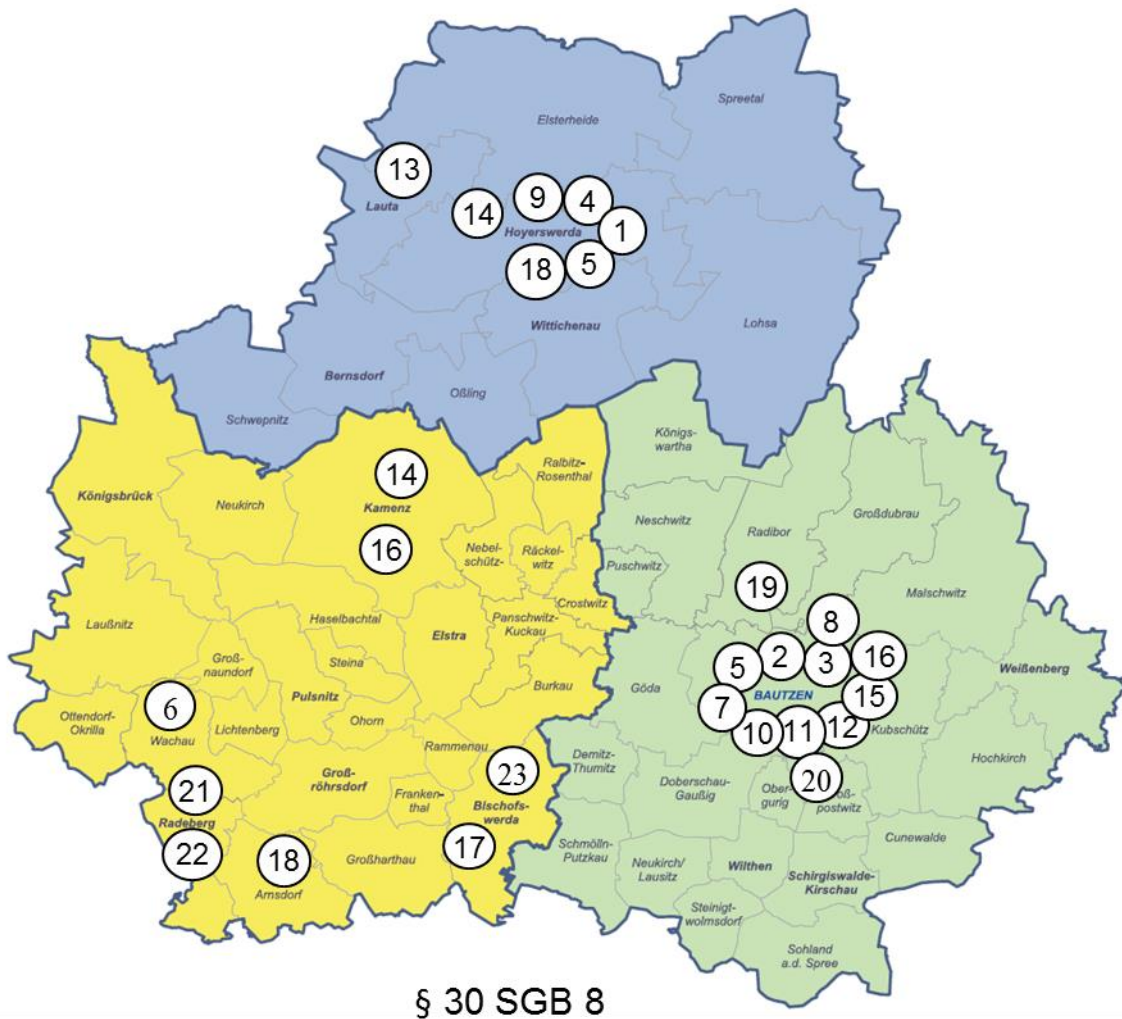 Spreetal
Elsterheide
13
Lauta
14
9
4
1
Hoyerswerda
18
5
Wittichenau
Lohsa
Bernsdorf
Oßling
Schwepnitz
Königs-
wartha
Ralbitz-
Rosenthal
14
Königsbrück
Neukirch
Kamenz
16
Nebel-
schütz-
Räckel-
witz
Neschwitz
Radibor
Großdubrau
Puschwitz
19
Malschwitz
Crostwitz
Haselbachtal
Elstra
Panschwitz-
Kuckau
Laußnitz
Groß-
naundorf
Steina
Pulsnitz
Burkau
8
5
2
3
16
Weißenberg
Göda
BAUTZEN
7
15
10
11
12
Kubschütz
6
Ottendorf-
Okrilla
Wachau
Lichtenberg
Ohorn
Rammenau
23
Demitz-
Thumitz
Hochkirch
21
Groß-
röhrsdorf
Franken-
thal
Bischofs-
werda
Doberschau-
Gaußig
Ober-
gurig
20
oß-
postwitz
Radeberg
22
18
Arnsdorf
Großharthau
17
Schmölln-
Putzkau
Neukirch/
Lausitz
Wilthen
Cunewalde
Schirgiswalde-
Kirschau
Steinigt-
wolmsdorf
Sohland
a.d. Spree
§ 30 SGB 8